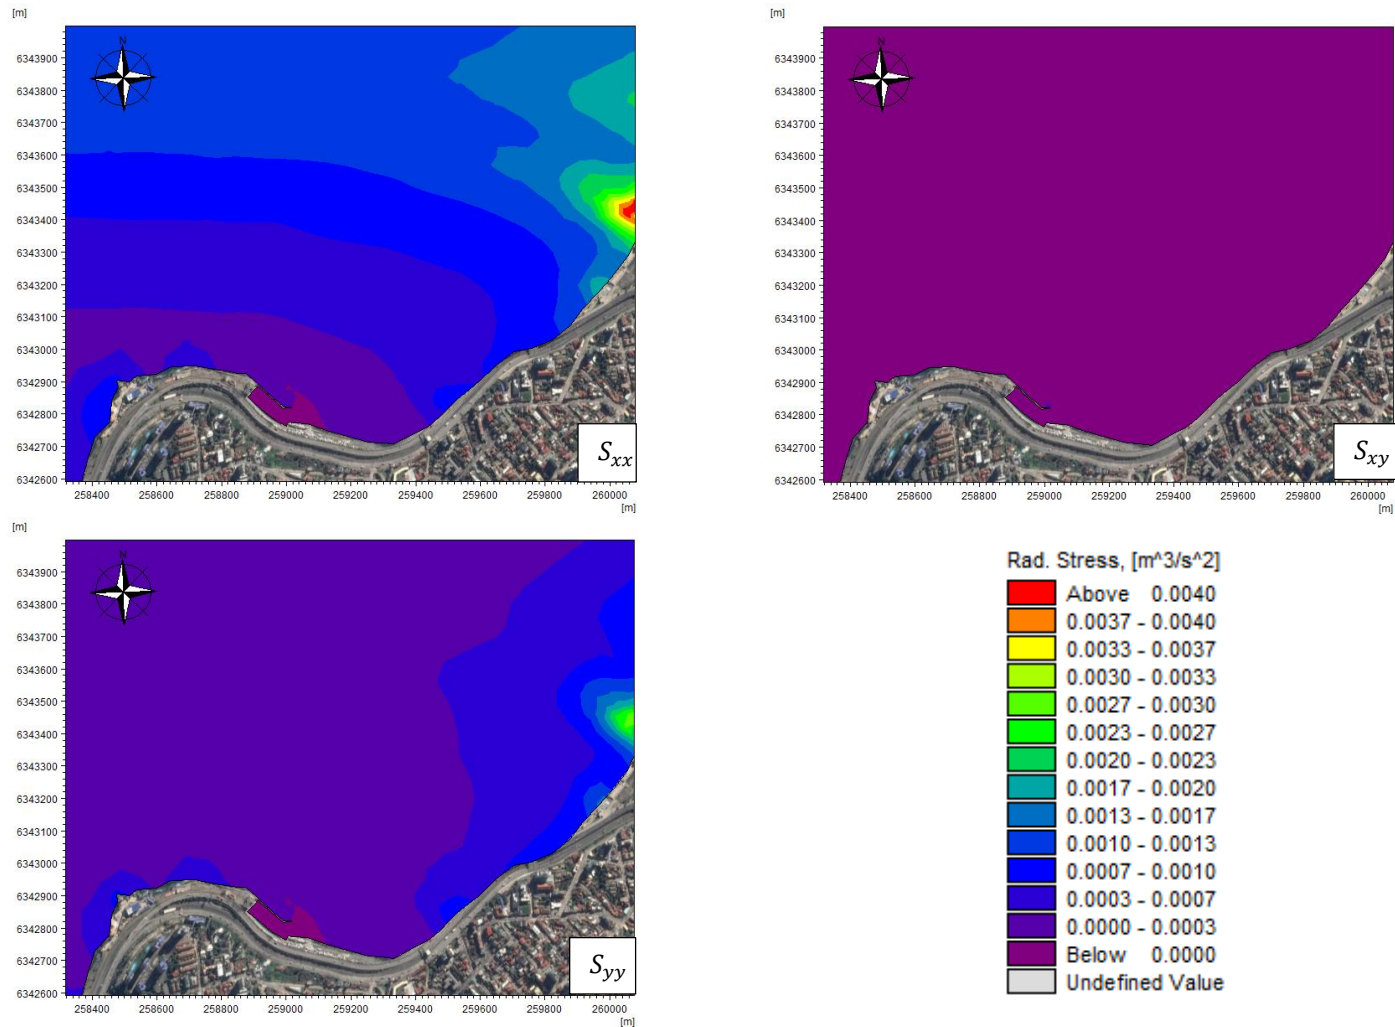 [m]
N
6343900
6343800
6343700
6343600
6343500
6343400
6343300
6343200
6343100
6343000
6342900
6342800
6342700
6342600
258400 258600 258800 259000 259200 259400 259600 259800 260000
[m]
S_xx
[m]
N
6343900
6343800
6343700
6343600
6343500
6343400
6343300
6343200
6343100
6343000
6342900
6342800
6342700
6342600
258400 258600 258800 259000 259200 259400 259600 259800 260000
[m]
S_xy
[m]
N
6343900
6343800
6343700
6343600
6343500
6343400
6343300
6343200
6343100
6343000
6342900
6342800
6342700
6342600
258400 258600 258800 259000 259200 259400 259600 259800 260000
[m]
S_yy
Rad. Stress, [m^3/s^2]
Above 0.0040
0.0037 - 0.0040
0.0033 - 0.0037
0.0030 - 0.0033
0.0027 - 0.0030
0.0023 - 0.0027
0.0020 - 0.0023
0.0017 - 0.0020
0.0013 - 0.0017
0.0010 - 0.0013
0.0007 - 0.0010
0.0003 - 0.0007
0.0000 - 0.0003
Below 0.0000
Undefined Value